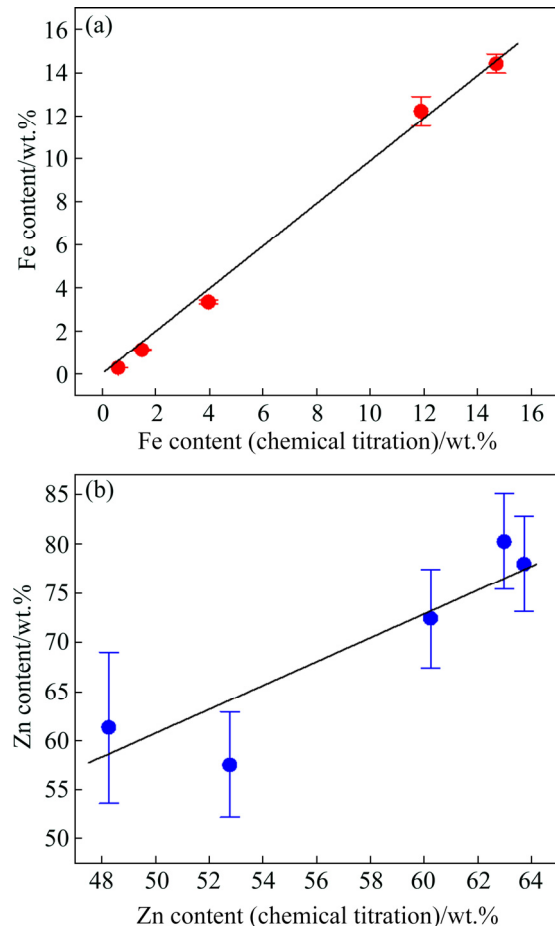 (a)
Fe content/wt.%
16
14
12
10
8
6
4
2
0
0 2 4 6 8 10 12 14 16
Fe content (chemical titration)/wt.%
(b)
Zn content/wt.%
85
80
75
70
65
60
55
50
48 50 52 54 56 58 60 62 64
Zn content (chemical titration)/wt.%